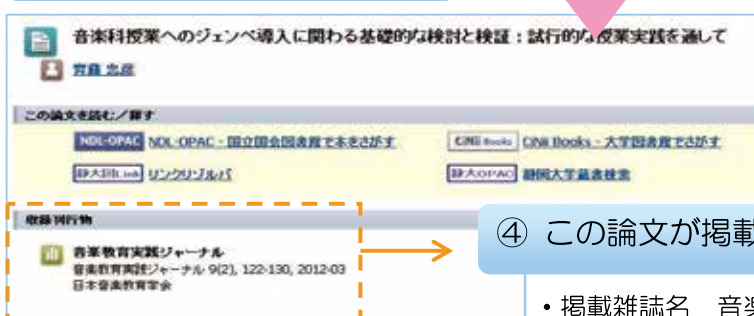 音楽科授業へのジェンベ導入に関わる基礎的な検討と検証:試行的な授業実践を通して
宮藤 忠彦
この論文を読む/探す
NDL-OPAC NDL-OPAC - 国立国会図書館で本をさがす CiNii Books CiNii Books - 大学図書館でさがす
静大図Link リンクリゾルバ 静大OPAC 静岡大学蔵書検索
収録刊行物
音楽教育実践ジャーナル
音楽教育実践ジャーナル 9(2), 122-130, 2012-03
日本音楽教育学会
④ この論文が掲載
・掲載雑誌名 音楽